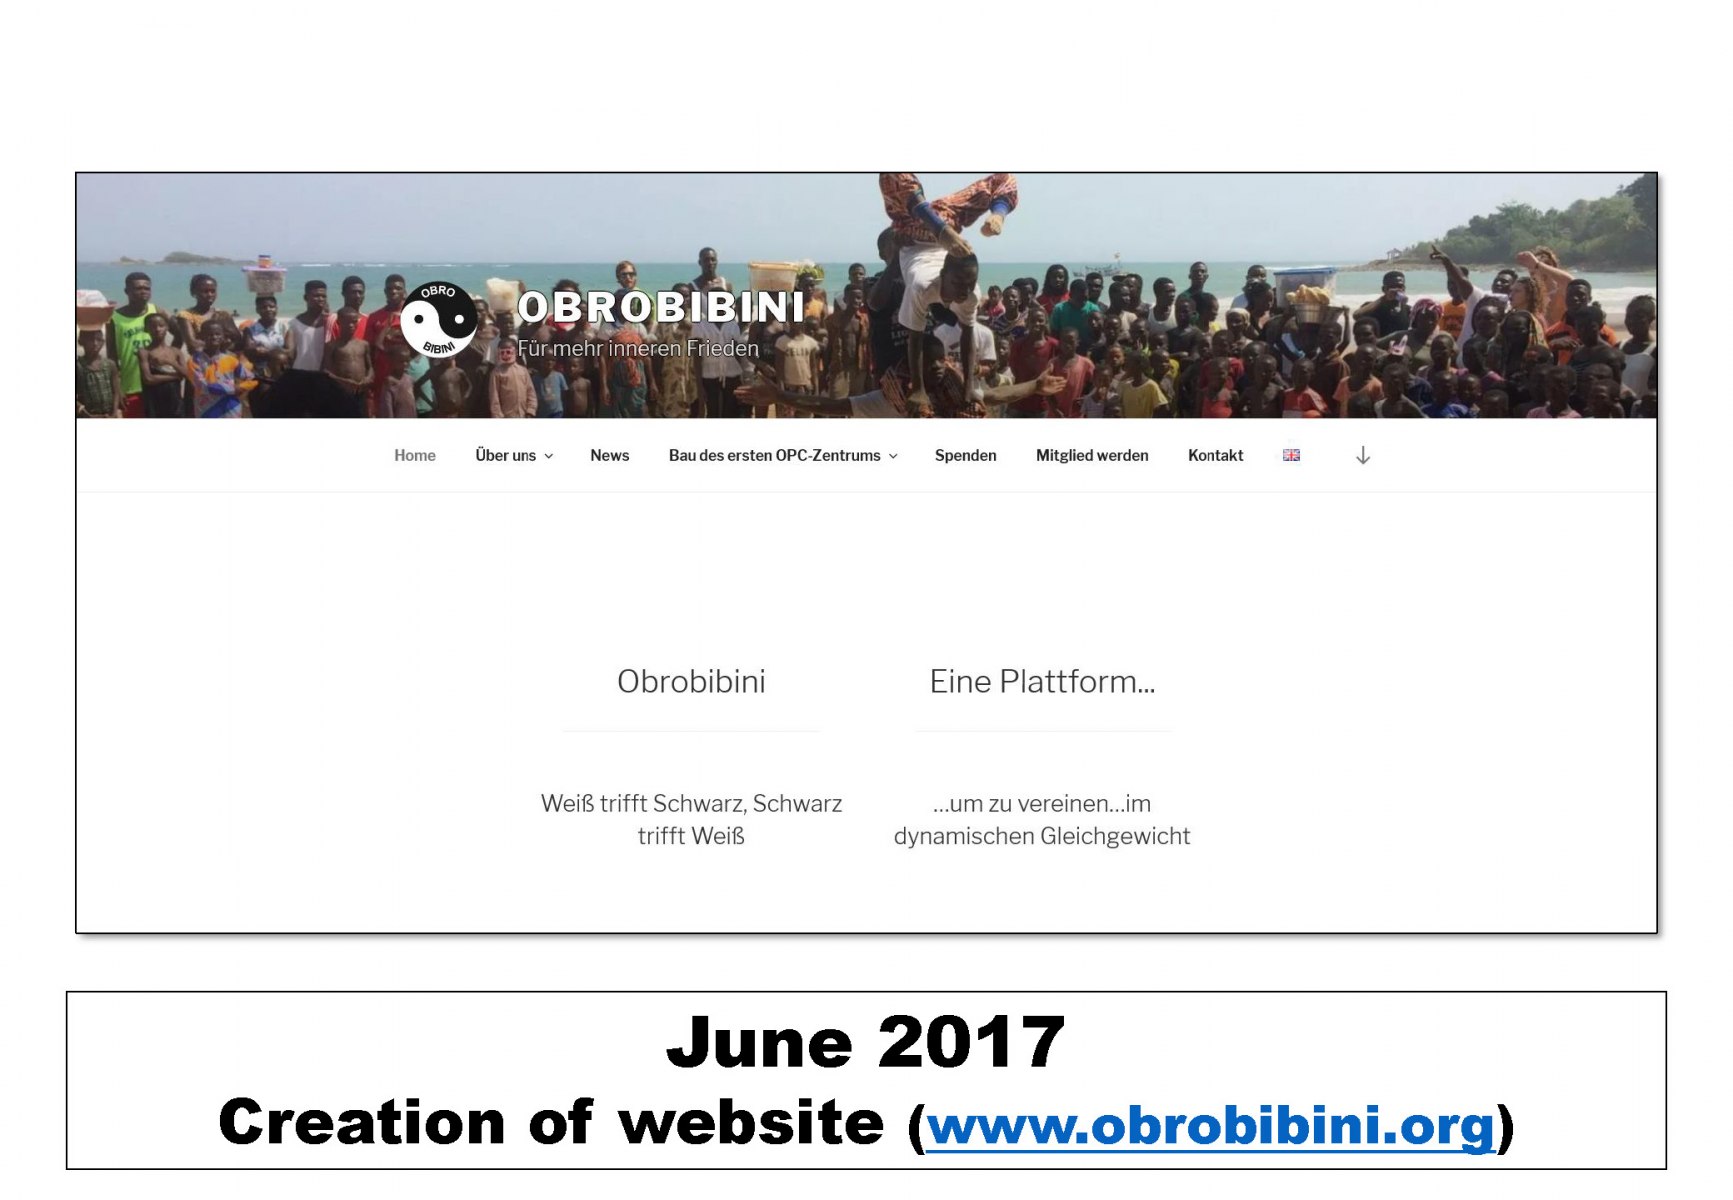 OBRO
BIBINI
OBROBIBINI
Für mehr inneren Frieden
Home Über uns News Bau des ersten OPC-Zentrums Spenden Mitglied werden Kontakt
Obrobibini
Weiß trifft Schwarz, Schwarz
trifft Weiß
Eine Plattform...
...um zu vereinen...im
dynamischen Gleichgewicht
June 2017
Creation of website (www.obrobibini.org)